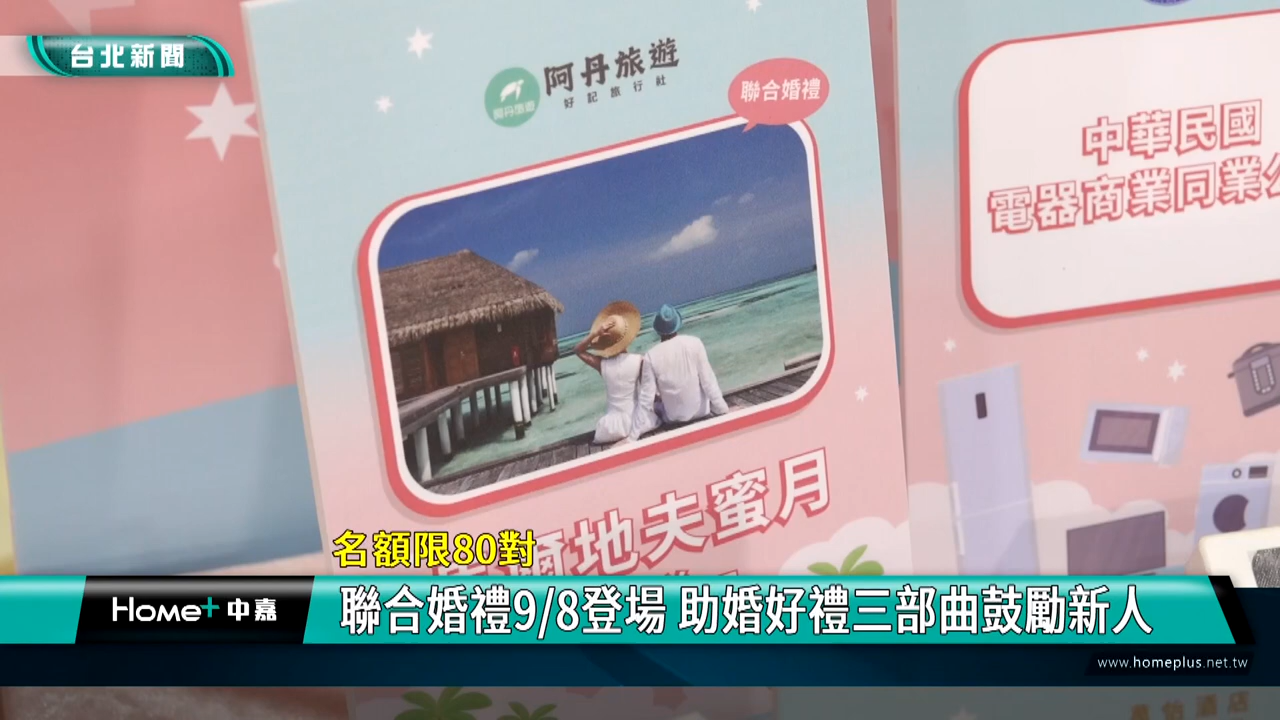 台北新聞
阿丹旅遊
好記旅行社
阿丹旅遊
聯合婚禮
中華民國
電器商業同業公
爾地夫蜜月
名額限80對
Home+中嘉
聯合婚禮9/8登場 助婚好禮三部曲鼓勵新人
www.homeplus.net.tw